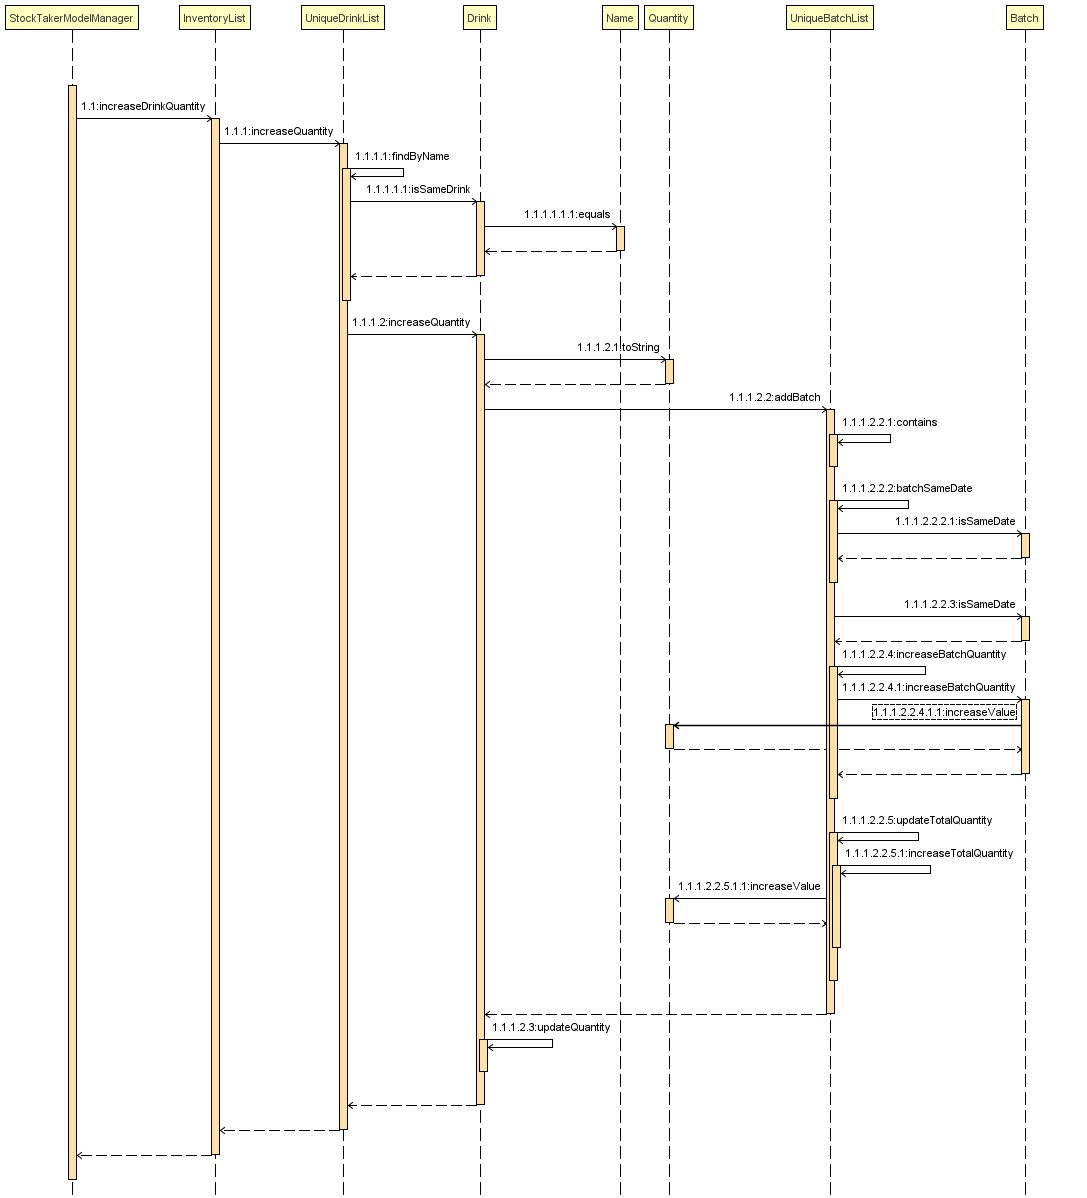 StockTakerModelManager
InventoryList
UniqueDrinkList
Drink
Name
Quantity
UniqueBatchList
Batch
1.1:increaseDrinkQuantity
1.1.1:increaseQuantity
1.1.1.1:findByName
1.1.1.1.1:isSameDrink
1.1.1.1.1.1:equals
1.1.1.2:increaseQuantity
1.1.1.2.1:toString
1.1.1.2.2:addBatch
1.1.1.2.2.1:contains
1.1.1.2.2.2:batchSameDate
1.1.1.2.2.2.1:isSameDate
1.1.1.2.2.3:isSameDate
1.1.1.2.2.4:increaseBatchQuantity
1.1.1.2.2.4.1:increaseBatchQuantity
1.1.1.2.2.4.1.1:increaseValue
1.1.1.2.2.5:updateTotalQuantity
1.1.1.2.2.5.1:increaseTotalQuantity
1.1.1.2.2.5.1.1:increaseValue
1.1.1.2.3:updateQuantity